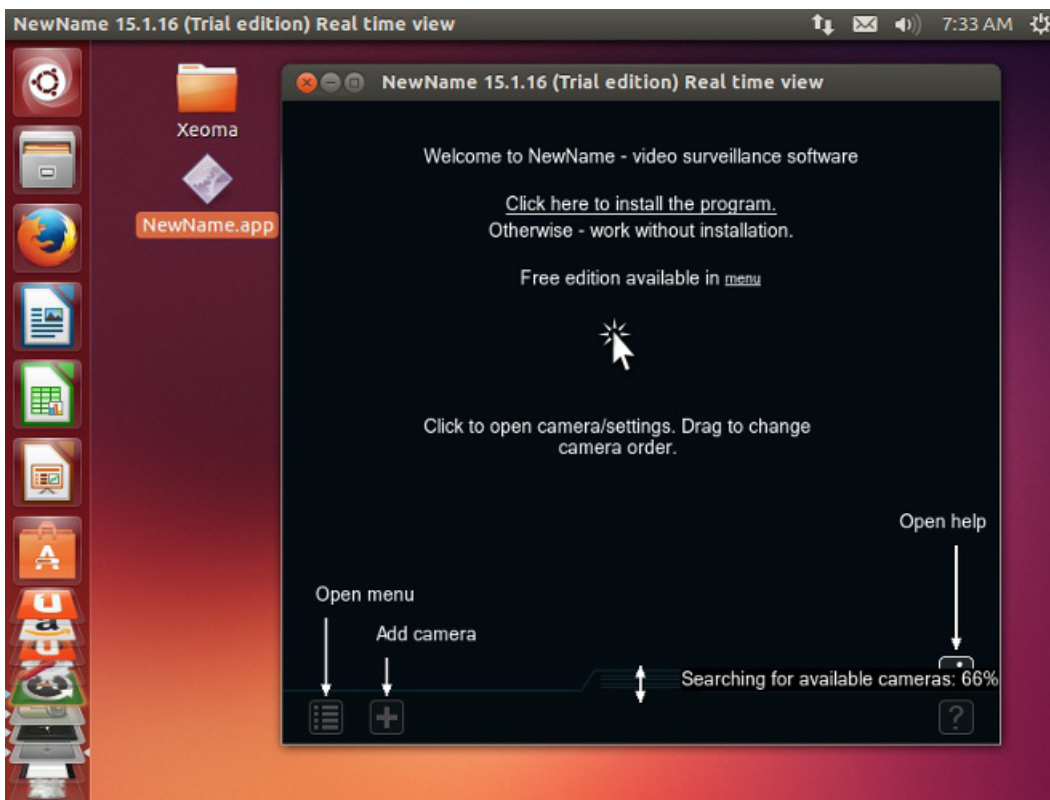 NewName 15.1.16 (Trial edition) Real time view
7:33 AM
Xeoma
NewName.app
NewName 15.1.16 (Trial edition) Real time view
Welcome to NewName - video surveillance software
Click here to install the program.
Otherwise - work without installation.
Free edition available in menu
Click to open camera/settings. Drag to change
camera order.
Open help
Open menu
Add camera
Searching for available cameras: 66%
?